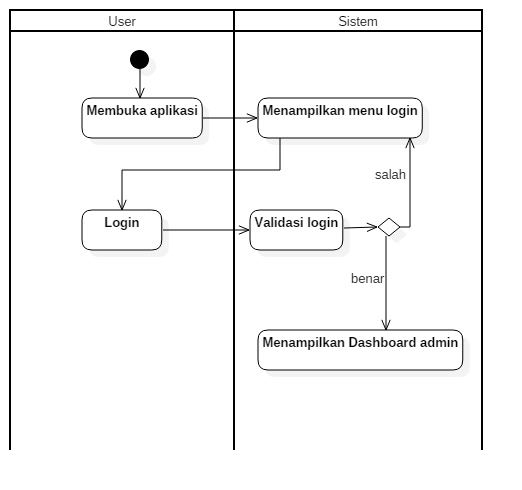 User
Sistem
Membuka aplikasi
Menampilkan menu login
salah
Login
Validasi login
benar
Menampilkan Dashboard admin